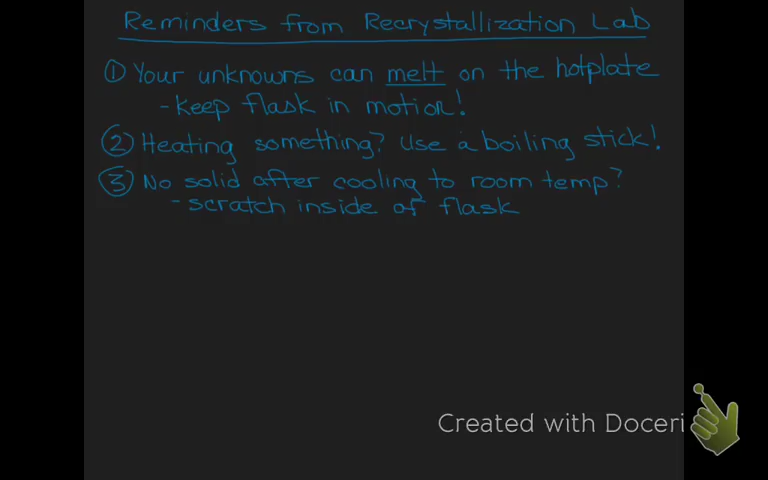 Reminders from Recrystallization Lab
① Your unknowns can melt on the hotplate
- keep flask in motion!
② Heating something? Use a boiling stick!
③ No solid after cooling to room temp?
- scratch inside of flask
Created with Doceri